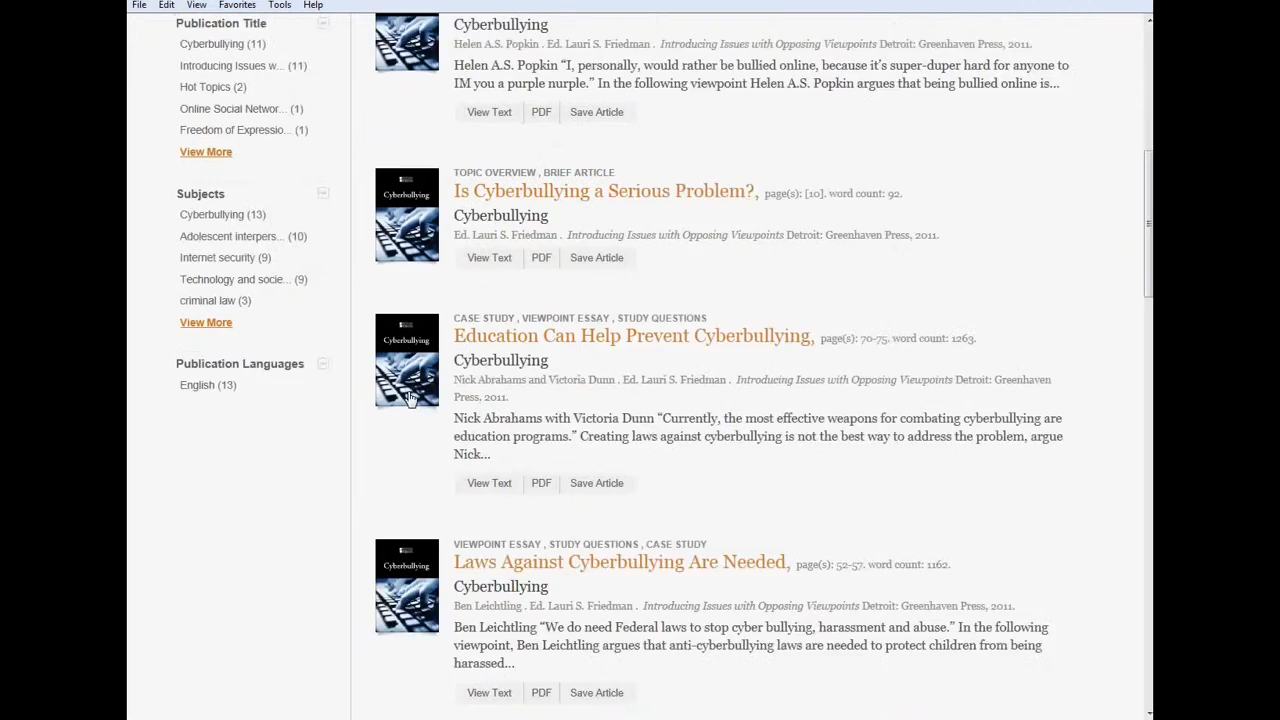 File Edit View Favorites Tools Help
Publication Title
Cyberbullying (11)
Introducing Issues w... (11)
Hot Topics (2)
Online Social Networ... (1)
Freedom of Expressio... (1)
View More
Subjects
Cyberbullying (13)
Adolescent interpers... (10)
Internet security (9)
Technology and socie... (9)
criminal law (3)
View More
Publication Languages
English (13)
Cyberbullying
Helen A.S. Popkin . Ed. Lauri S. Friedman . Introducing Issues with Opposing Viewpoints Detroit: Greenhaven Press, 2011.
Helen A.S. Popkin “I, personally, would rather be bullied online, because it's super-duper hard for anyone to
IM you a purple nurple.” In the following viewpoint Helen A.S. Popkin argues that being bullied online is...
View Text PDF Save Article
Cyberbullying
TOPIC OVERVIEW , BRIEF ARTICLE
Is Cyberbullying a Serious Problem?, page(s): [10]. word count: 92.
Cyberbullying
Ed. Lauri S. Friedman . Introducing Issues with Opposing Viewpoints Detroit: Greenhaven Press, 2011.
View Text PDF Save Article
Cyberbullying
CASE STUDY , VIEWPOINT ESSAY , STUDY QUESTIONS
Education Can Help Prevent Cyberbullying, page(s): 70-75. word count: 1263.
Cyberbullying
Nick Abrahams and Victoria Dunn . Ed. Lauri S. Friedman . Introducing Issues with Opposing Viewpoints Detroit: Greenhaven
Press, 2011.
Nick Abrahams with Victoria Dunn “Currently, the most effective weapons for combating cyberbullying are
education programs.” Creating laws against cyberbullying is not the best way to address the problem, argue
Nick...
View Text PDF Save Article
Cyberbullying
VIEWPOINT ESSAY , STUDY QUESTIONS , CASE STUDY
Laws Against Cyberbullying Are Needed, page(s): 52-57. word count: 1162.
Cyberbullying
Ben Leichtling . Ed. Lauri S. Friedman . Introducing Issues with Opposing Viewpoints Detroit: Greenhaven Press, 2011.
Ben Leichtling “We do need Federal laws to stop cyber bullying, harassment and abuse.” In the following
viewpoint, Ben Leichtling argues that anti-cyberbullying laws are needed to protect children from being
harassed...
View Text PDF Save Article